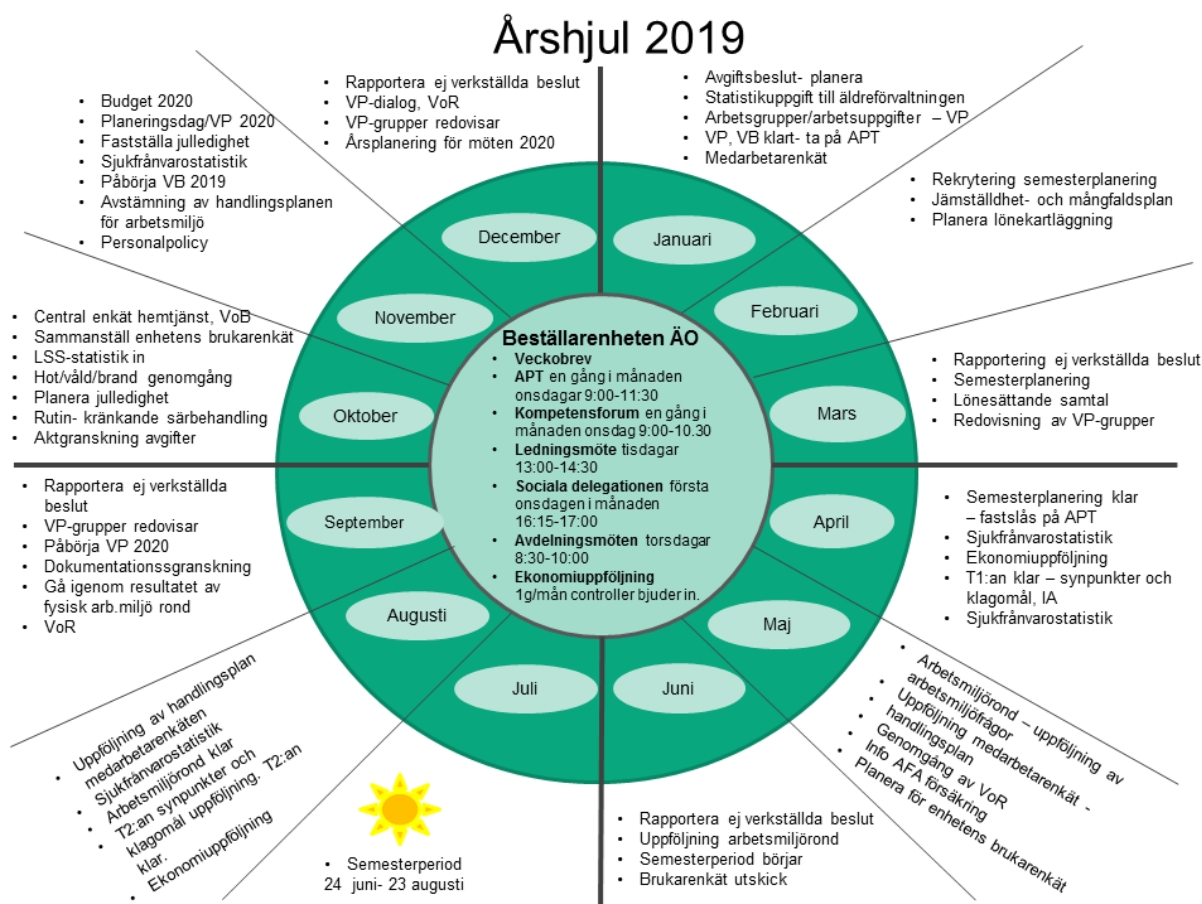 Årshjul 2019
• Rapportera ej verkställda beslut
• VP-dialog, VoR
• VP-grupper redovisar
• Årsplanering för möten 2020
• Avgiftsbeslut- planera
• Statistikuppgift till äldreförvaltningen
• Arbetsgrupper/arbetsuppgifter – VP
• VP, VB klart- ta på APT
• Medarbetarenkät
• Budget 2020
• Planeringsdag/VP 2020
• Fastställa julledighet
• Sjukfrånvarostatistik
• Påbörja VB 2019
• Avstämning av handlingsplanen
för arbetsmiljö
• Personalpolicy
• Rekrytering semesterplanering
• Jämställdhet- och mångfaldsplan
• Planera lönekartläggning
December
Januari
November
Februari
• Central enkät hemtjänst, VoB
• Sammanställ enhetens brukarenkät
• LSS-statistik in
• Hot/våld/brand genomgång
• Planera julledighet
• Rutin- kränkande särbehandling
• Aktgranskning avgifter
Oktober
Mars
• Rapportering ej verkställda beslut
• Semesterplanering
• Lönesättande samtal
• Redovisning av VP-grupper
Beställarenheten ÄO
• Veckobrev
• APT en gång i månaden
onsdagar 9:00-11:30
• Kompetensforum en gång i
månaden onsdag 9:00-10.30
• Ledningsmöte tisdagar
13:00-14:30
• Sociala delegationen första
onsdagen i månaden
16:15-17:00
• Avdelningsmöten torsdagar
8:30-10:00
• Ekonomiuppföljning
1g/mån controller bjuder in.
• Rapportera ej verkställda
beslut
• VP-grupper redovisar
• Påbörja VP 2020
• Dokumentationssgranskning
• Gå igenom resultatet av
fysisk arb.miljö rond
• VoR
September
April
• Semesterplanering klar
– fastslås på APT
• Sjukfrånvarostatistik
• Ekonomiuppföljning
• T1:an klar – synpunkter och
klagomål, IA
• Sjukfrånvarostatistik
Augusti
Maj
Juli
Juni
• Uppföljning av handlingsplan
medarbetarenkäten
• Sjukfrånvarostatistik
• Arbetsmiljörond klar
• T2:an synpunkter och
klagomål uppföljning. T2:an
klar.
• Ekonomiuppföljning
• Arbetsmiljörond – uppföljning av
arbetsmiljöfrågor
• Uppföljning medarbetarenkät -
handlingsplan
• Genomgång av VoR
• Info AFA försäkring
• Planera för enhetens brukarenkät
• Semesterperiod
24 juni- 23 augusti
• Rapportera ej verkställda beslut
• Uppföljning arbetsmiljörond
• Semesterperiod börjar
• Brukarenkät utskick